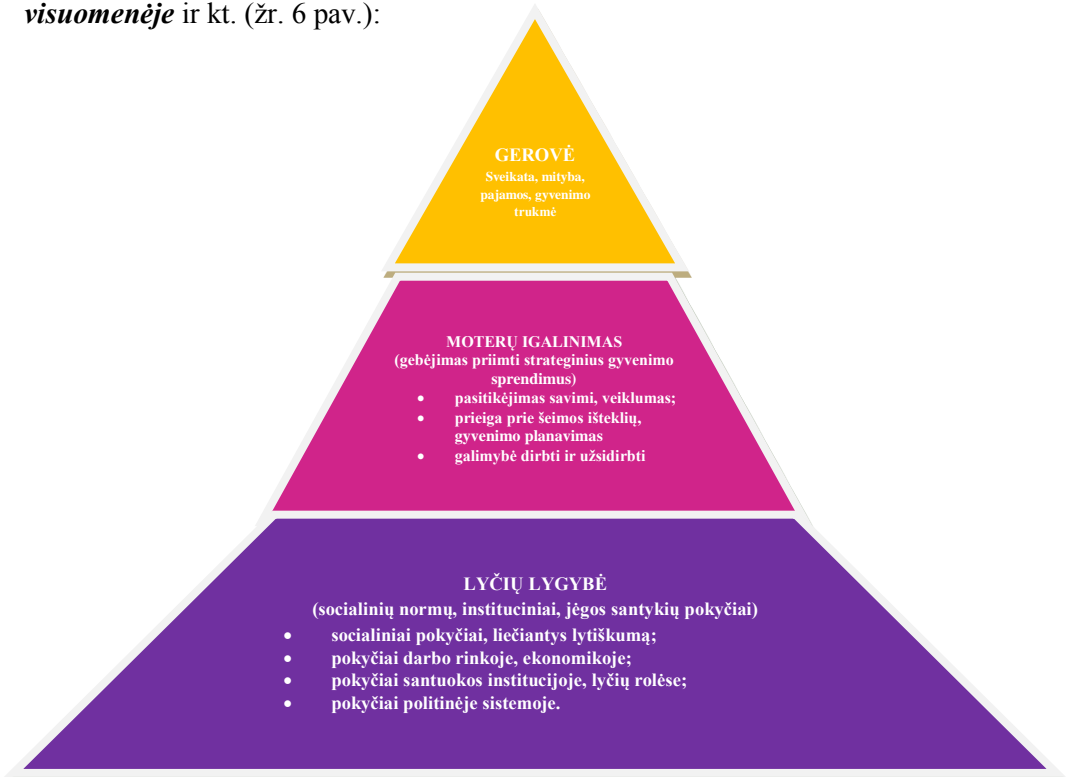 visuomenėje ir kt. (žr. 6 pav.):
GEROVĖ
Sveikata, mityba,
pajamos, gyvenimo
trukmė
MOTERŲ IGALINIMAS
(gebėjimas priimti strateginius gyvenimo
sprendimus)
• pasitikėjimas savimi, veiklumas;
• prieiga prie šeimos išteklių,
gyvenimo planavimas
• galimybė dirbti ir užsidirbti
LYČIŲ LYGYBĖ
(socialinių normų, instituciniai, jėgos santykių pokyčiai)
• socialiniai pokyčiai, liečiantys lytiškumą;
• pokyčiai darbo rinkoje, ekonomikoje;
• pokyčiai santuokos institucijoje, lyčių rolėse;
• pokyčiai politinėje sistemoje.